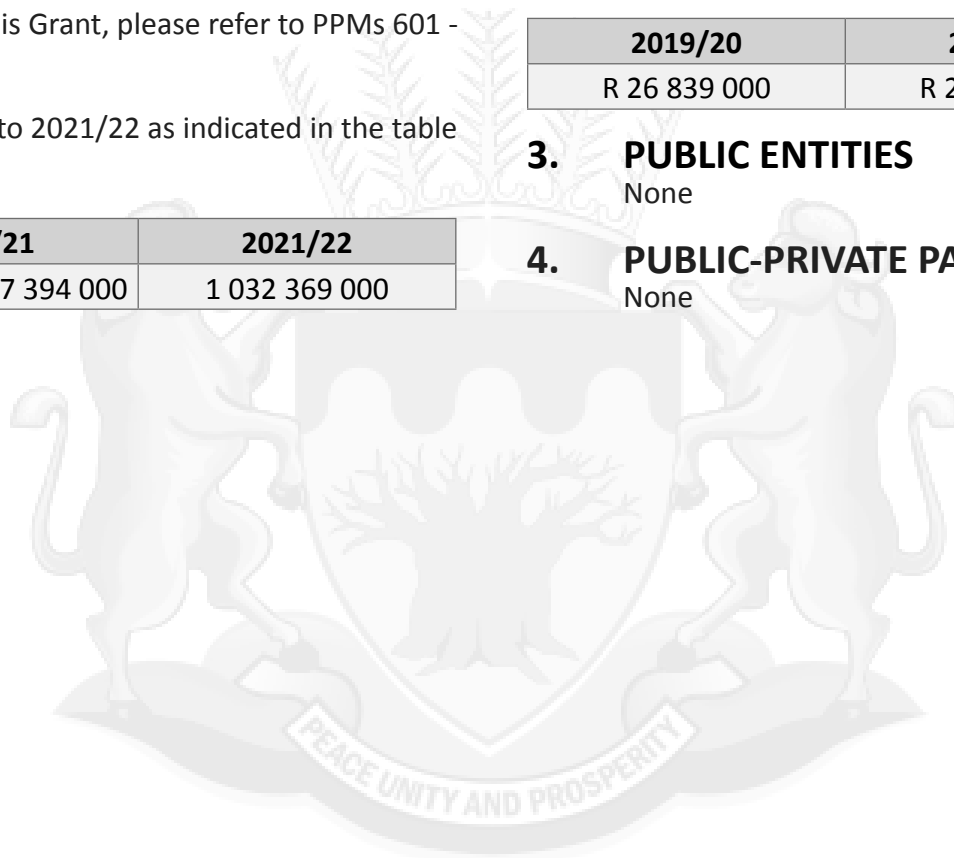 is Grant, please refer to PPMs 601 -
to 2021/22 as indicated in the table
/21 2021/22
7 394 000 1 032 369 000
2019/20
R 26 839 000 R 2
3. PUBLIC ENTITIES
None
4. PUBLIC-PRIVATE PA
None
PEACE UNITY AND PROSPERITY